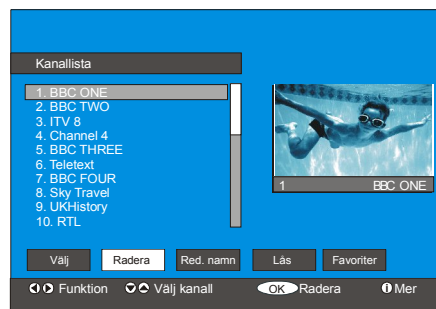 Kanallista
1. BBC ONE
2. BBC TWO
3. ITV 8
4. Channel 4
5. BBC THREE
6. Teletext
7. BBC FOUR
8. Sky Travel
9. UKHistory
10. RTL
1 BBC ONE
Välj Radera Red. namn Lås Favoriter
Funktion Välj kanall OK Radera i Mer